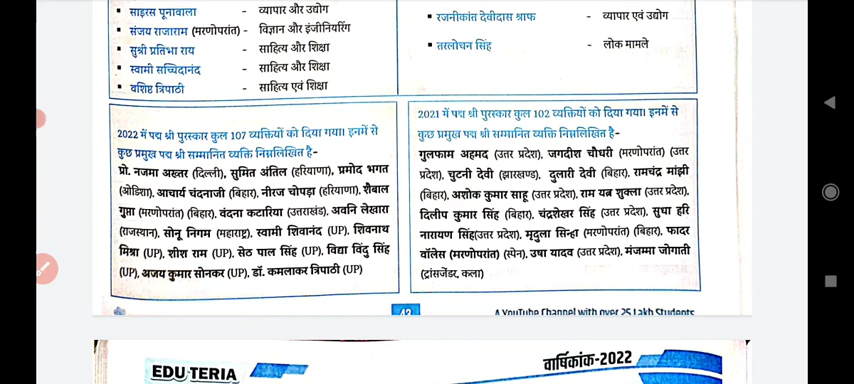 ▪ साइरस पूनावाला - व्यापार और उद्योग
▪ संजय राजाराम (मरणोपरांत) - विज्ञान और इंजीनियरिंग
▪ सुश्री प्रतिभा राय - साहित्य और शिक्षा
▪ स्वामी सच्चिदानंद - साहित्य और शिक्षा
▪ वशिष्ट त्रिपाठी - साहित्य एवं शिक्षा
▪ रजनीकांत देवीदास श्राफ - व्यापार एवं उद्योग
▪ तरलोचन सिंह - लोक मामले
2022 में पद्म श्री पुरस्कार कुल 107 व्यक्तियों को दिया गया। इनमें से
कुछ प्रमुख पद्म श्री सम्मानित व्यक्ति निम्नलिखित है-
प्रो. नजमा अख्तर (दिल्ली), सुमित अंतिल (हरियाणा), प्रमोद भगत
(ओडिशा), आचार्य चंदनाजी (बिहार), नीरज चोपड़ा (हरियाणा), शैबाल
गुप्ता (मरणोपरांत) (बिहार), वंदना कटारिया (उत्तराखंड), अवनि लेखारा
(राजस्थान), सोनू निगम (महाराष्ट्र), स्वामी शिवानंद (UP), शिवनाथ
मिश्रा (UP), शीश राम (UP), सेठ पाल सिंह (UP), विद्या विंदु सिंह
(UP), अजय कुमार सोनकर (UP), डॉ. कमलाकर त्रिपाठी (UP)
2021 में पद्म श्री पुरस्कार कुल 102 व्यक्तियों को दिया गया। इनमें से
कुछ प्रमुख पद्म श्री सम्मानित व्यक्ति निम्नलिखित है-
गुलफाम अहमद (उत्तर प्रदेश), जगदीश चौधरी (मरणोपरांत) (उत्तर
प्रदेश), चुटनी देवी (झारखण्ड), दुलारी देवी (बिहार), रामचंद्र मांझी
(बिहार), अशोक कुमार साहू (उत्तर प्रदेश), राम यत्न शुक्ला (उत्तर प्रदेश),
दिलीप कुमार सिंह (बिहार), चंद्रशेखर सिंह (उत्तर प्रदेश), सुधा हरि
नारायण सिंह(उत्तर प्रदेश), मृदुला सिन्हा (मरणोपरांत) (बिहार), फादर
वॉलेस (मरणोपरांत) (स्पेन), उषा यादव (उत्तर प्रदेश), मंजम्मा जोगाती
(ट्रांसजेंडर, कला)
42
A YouTube Channel with over 25 Lakh Students
EDU TERIA
वार्षिकांक-2022